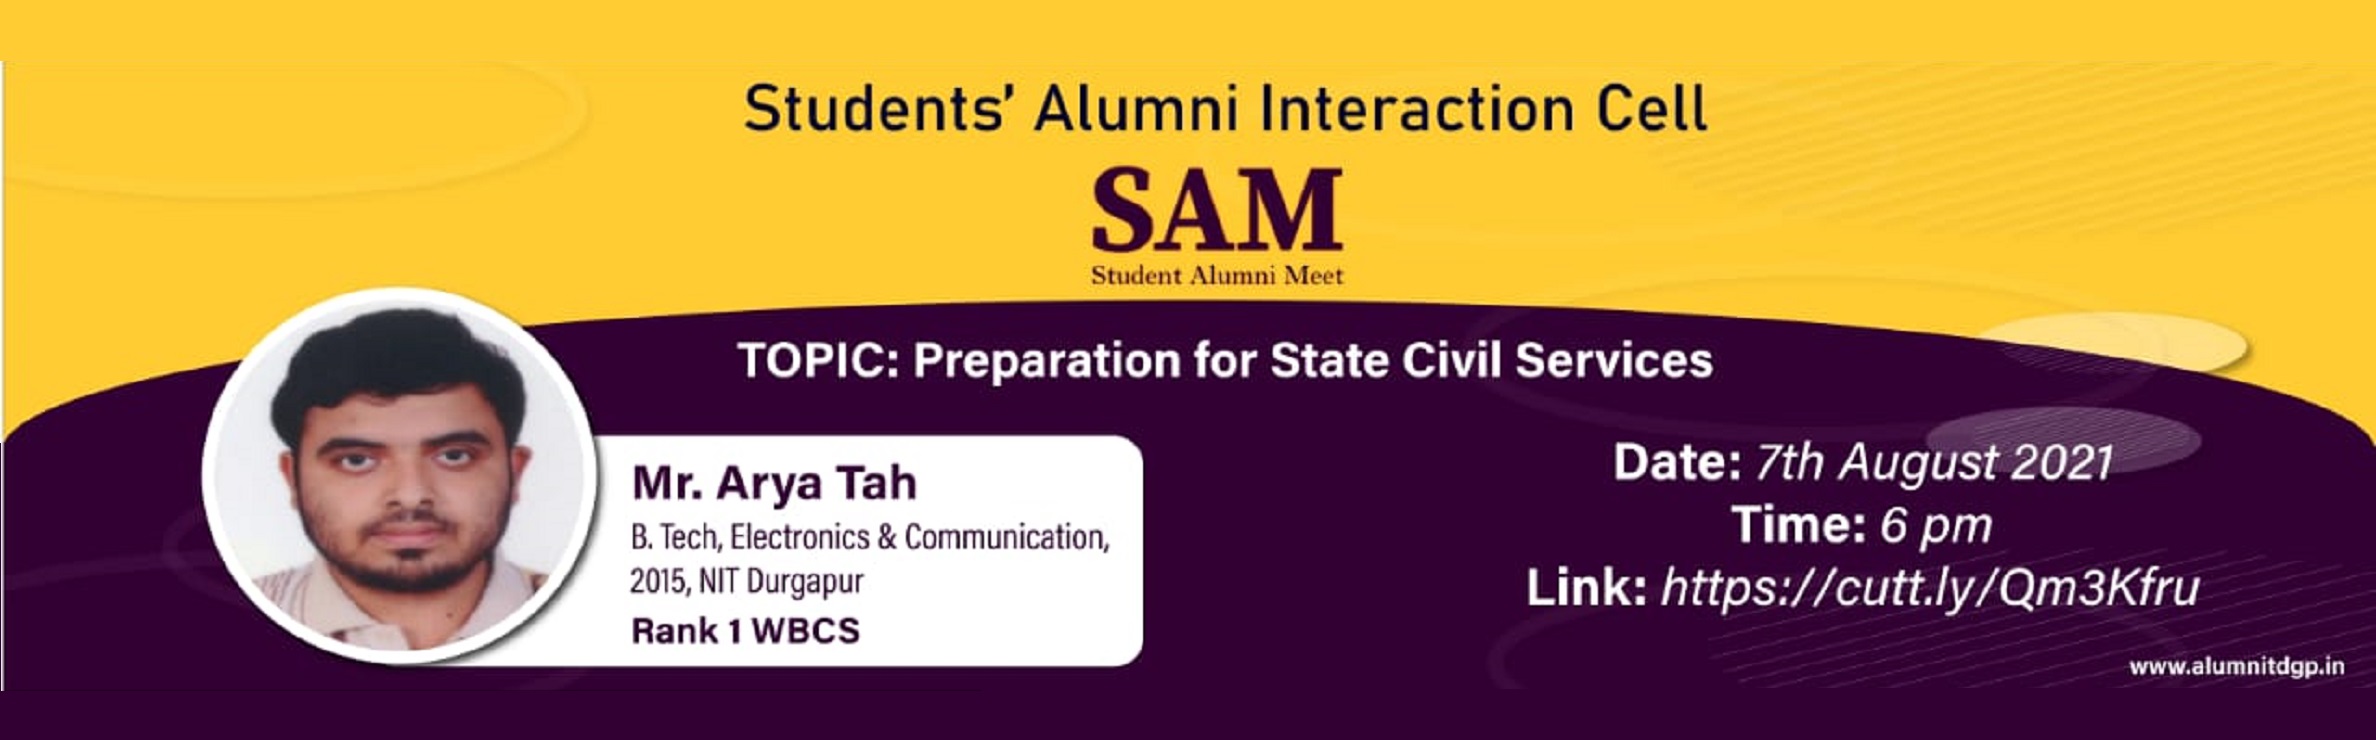 Students’ Alumni Interaction Cell
SAM
Student Alumni Meet
TOPIC: Preparation for State Civil Services
Mr. Arya Tah
B. Tech, Electronics & Communication,
2015, NIT Durgapur
Rank 1 WBCS
Date: 7th August 2021
Time: 6 pm
Link: https://cutt.ly/Qm3Kfru
www.alumnitdgp.in